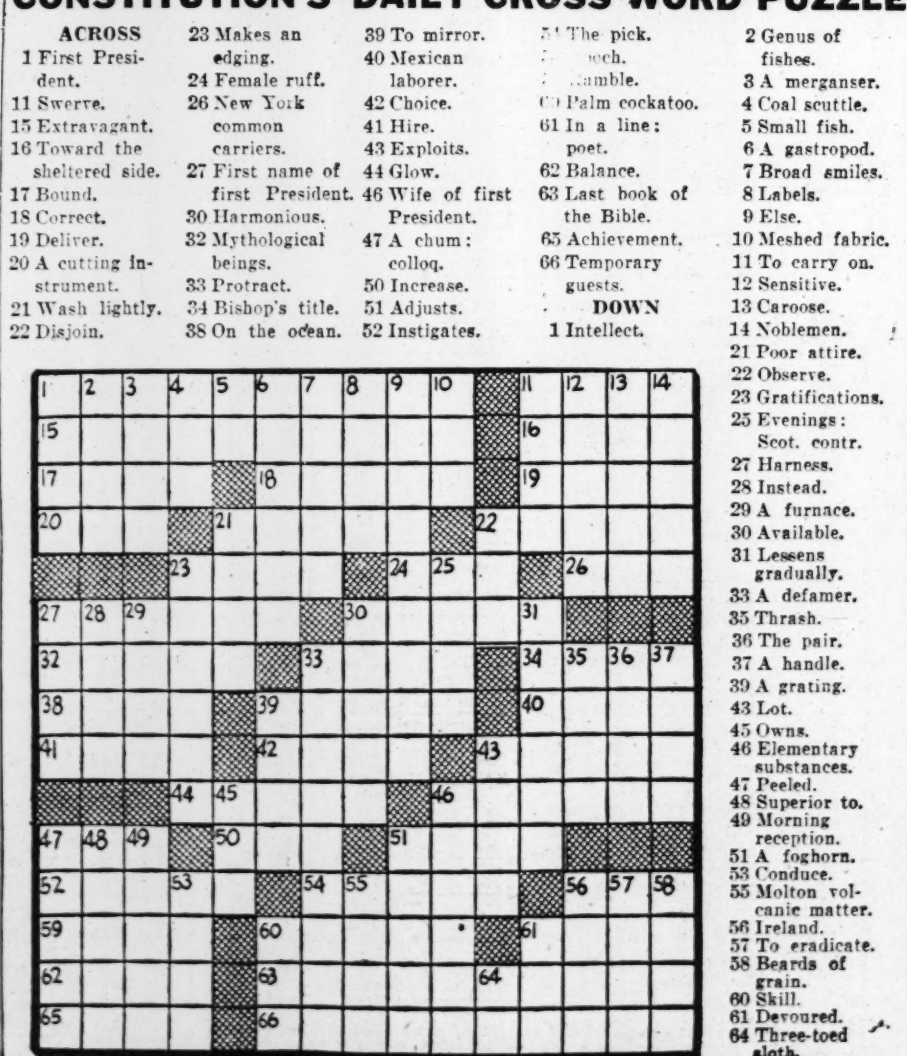 CONSTITUTION'S DAILY CROSS WORD PUZZLE
ACROSS
1 First Presi-
dent.
11 Swerve.
15 Extravagant.
16 Toward the
sheltered side.
17 Bound.
18 Correct.
19 Deliver.
20 A cutting in-
strument.
21 Wash lightly.
22 Disjoin.
23 Makes an
edging.
24 Female ruff.
26 New York
common
carriers.
27 First name of
first President.
30 Harmonious.
32 Mythological
beings.
33 Protract.
34 Bishop's title.
38 On the ocean.
39 To mirror.
40 Mexican
laborer.
42 Choice.
41 Hire.
43 Exploits.
44 Glow.
46 Wife of first
President.
47 A chum:
colloq.
50 Increase.
51 Adjusts.
52 Instigates.
The pick.
Palm cockatoo.
61 In a line:
poet.
62 Balance.
63 Last book of
the Bible.
65 Achievement.
66 Temporary
guests.
DOWN
1 Intellect.
2 Genus of
fishes.
3 A merganser.
4 Coal scuttle.
5 Small fish.
6 A gastropod.
7 Broad smiles.
8 Labels.
9 Else.
10 Meshed fabric.
11 To carry on.
12 Sensitive.
13 Caroose.
14 Noblemen.
21 Poor attire.
22 Observe.
23 Gratifications.
25 Evenings:
Scot. contr.
27 Harness.
28 Instead.
29 A furnace.
30 Available.
31 Lessens
gradually.
33 A defamer.
35 Thrash.
36 The pair.
37 A handle.
39 A grating.
43 Lot.
45 Owns.
46 Elementary
substances.
47 Peeled.
48 Superior to.
49 Morning
reception.
51 A foghorn.
53 Conduce.
55 Molton vol-
canic matter.
56 Ireland.
57 To eradicate.
58 Beards of
grain.
60 Skill.
61 Devoured.
64 Three-toed
sloth.
1 2 3 4 5 6 7 8 9 10 11 12 13 14
15 16
17 18 19
20 21 22
23 24 25 26
27 28 29 30 31
32 33 34 35 36 37
38 39 40
41 42 43
44 45 46
47 48 49 50 51
52 53 54 55 56 57 58
59 60 61
62 63 64
65 66